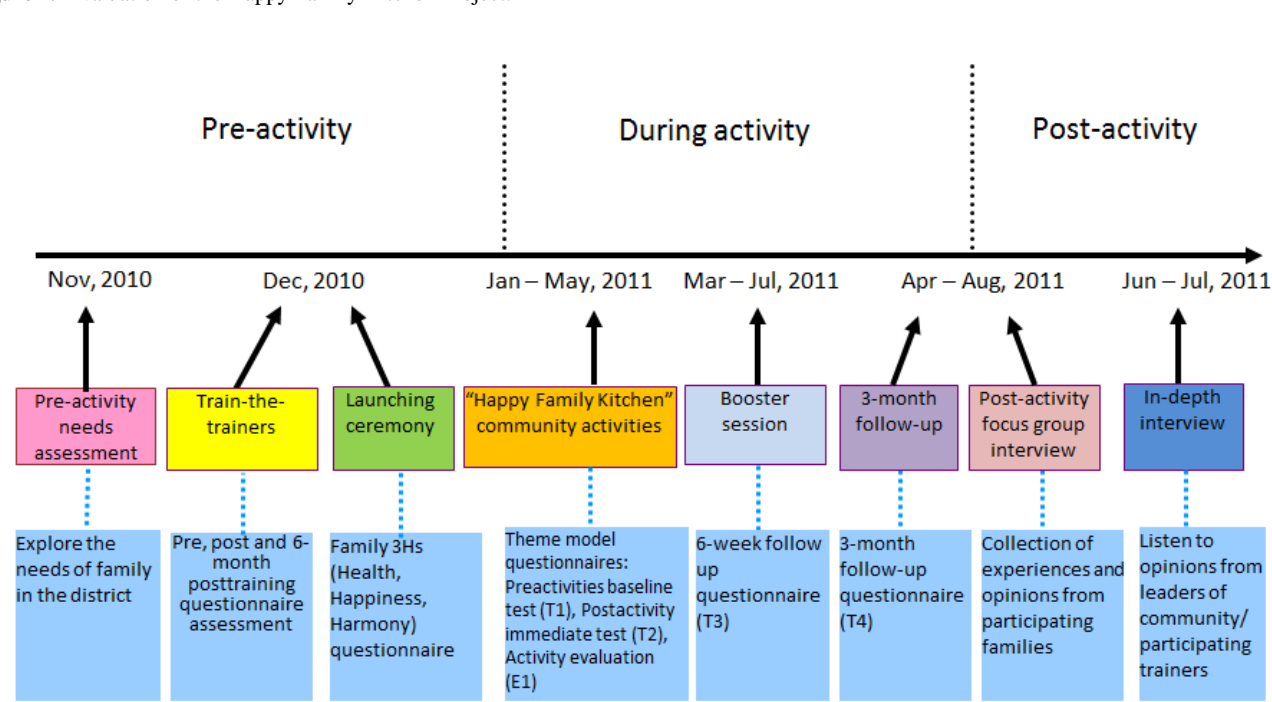 Pre-activity
During activity
Post-activity
Nov, 2010
Dec, 2010
Jan – May, 2011
Mar – Jul, 2011
Apr – Aug, 2011
Jun – Jul, 2011
Pre-activity
needs
assessment
Train-the-
trainers
Launching
ceremony
“Happy Family Kitchen”
community activities
Booster
session
3-month
follow-up
Post-activity
focus group
interview
In-depth
interview
Explore the
needs of family
in the district
Pre, post and 6-
month
posttraining
questionnaire
assessment
Family 3Hs
(Health,
Happiness,
Harmony)
questionnaire
Theme model
questionnaires:
Preactivities baseline
test (T1), Postactivity
immediate test (T2),
Activity evaluation
(E1)
6-week follow
up
questionnaire
(T3)
3-month
follow-up
questionnaire
(T4)
Collection of
experiences and
opinions from
participating
families
Listen to
opinions from
leaders of
community/
participating
trainers